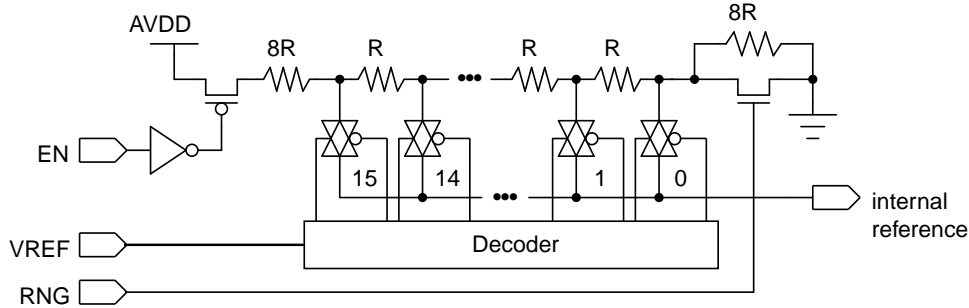 AVDD
8R
R
R
R
8R
•••
EN
15
14
1
0
•••
internal
reference
VREF
Decoder
RNG